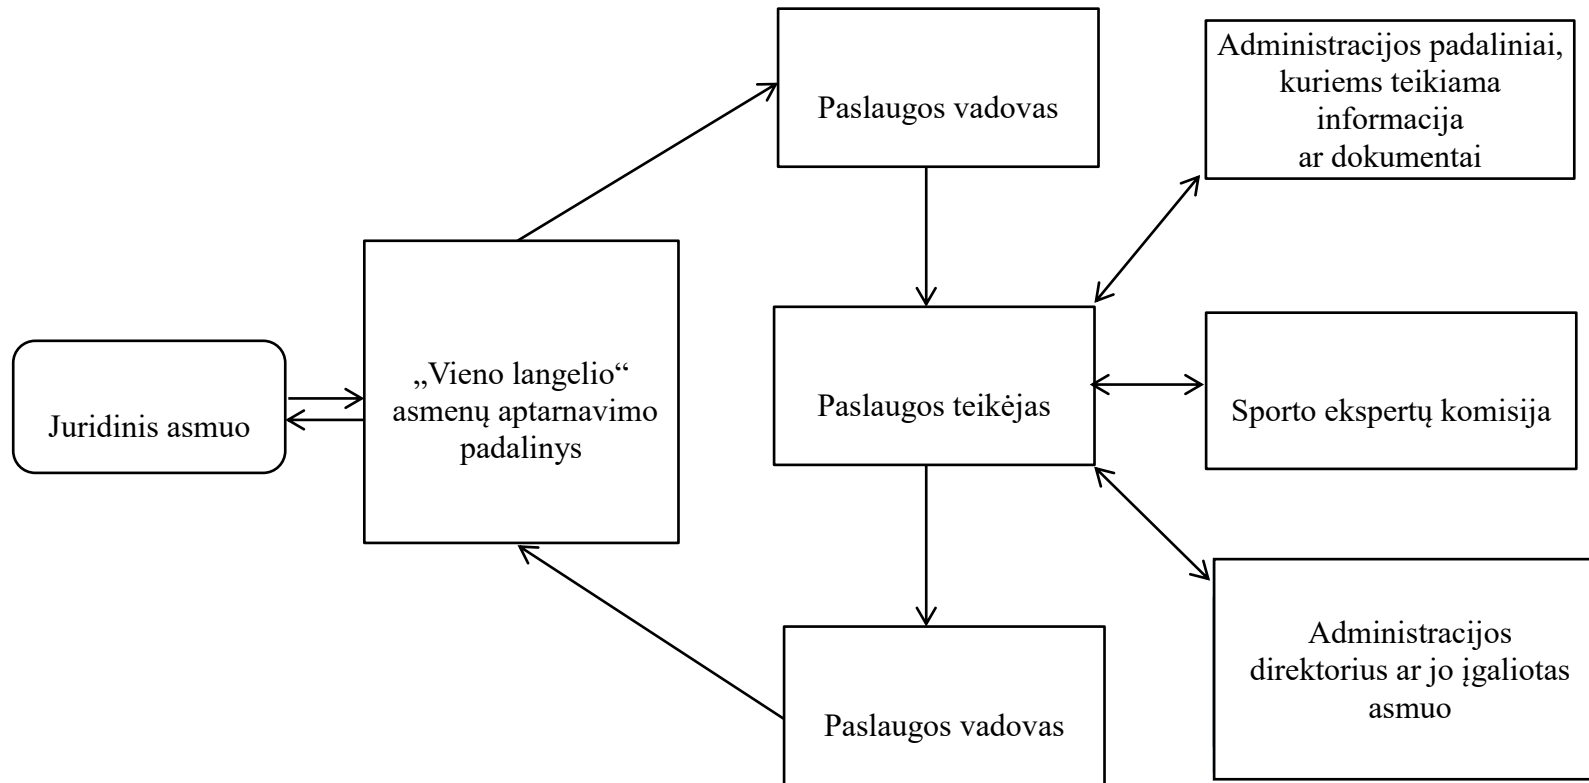 Paslaugos vadovas
Administracijos padaliniai,
kuriems teikiama
informacija
ar dokumentai
Juridinis asmuo
„Vieno langelio“
asmenų aptarnavimo
padalinys
Paslaugos teikėjas
Sporto ekspertų komisija
Paslaugos vadovas
Administracijos
direktorius ar jo įgaliotas
asmuo